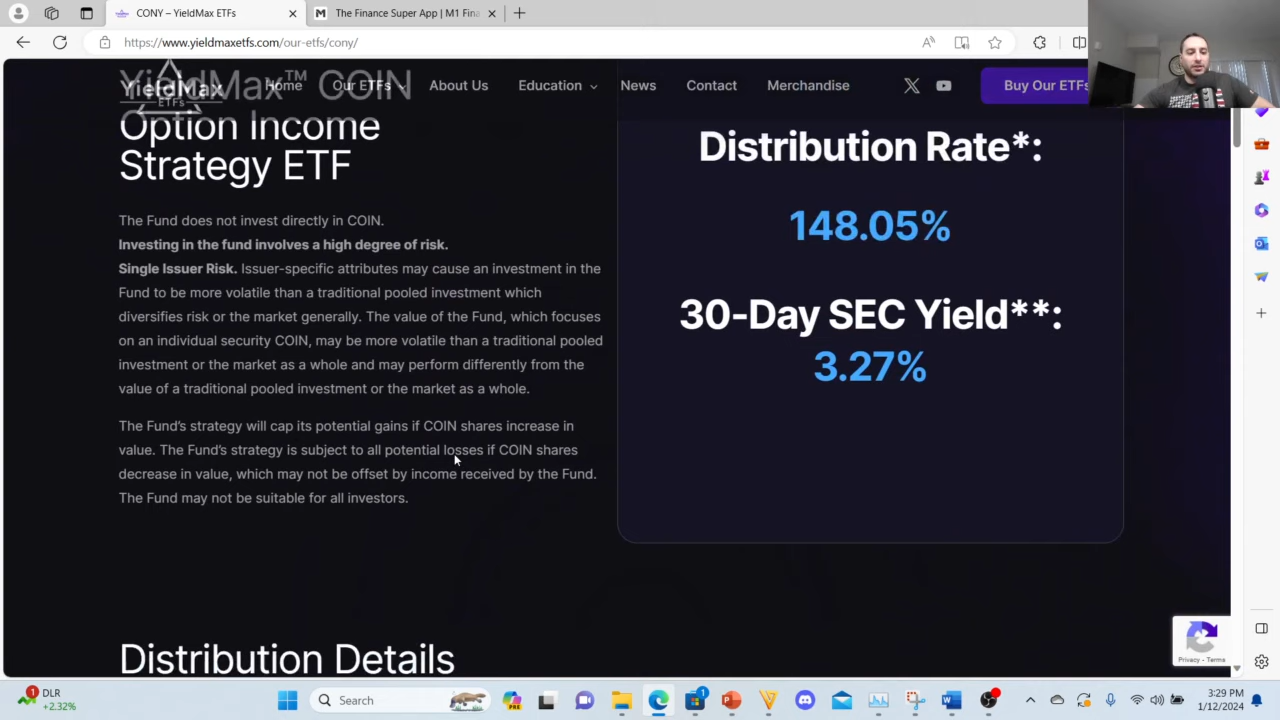 CONY – YieldMax ETFs
The Finance Super App | M1 Fina
https://www.yieldmaxetfs.com/our-etfs/cony/
YieldMax™ COIN
Option Income
Strategy ETF
YieldMax
ETFs
Home
Our ETFs
About Us
Education
News
Contact
Merchandise
Buy Our ETFs
The Fund does not invest directly in COIN.
Investing in the fund involves a high degree of risk.
Single Issuer Risk. Issuer-specific attributes may cause an investment in the
Fund to be more volatile than a traditional pooled investment which
diversifies risk or the market generally. The value of the Fund, which focuses
on an individual security COIN, may be more volatile than a traditional pooled
investment or the market as a whole and may perform differently from the
value of a traditional pooled investment or the market as a whole.
The Fund’s strategy will cap its potential gains if COIN shares increase in
value. The Fund’s strategy is subject to all potential losses if COIN shares
decrease in value, which may not be offset by income received by the Fund.
The Fund may not be suitable for all investors.
Distribution Rate*:
148.05%
30-Day SEC Yield**:
3.27%
Distribution Details
Privacy - Terms
1
DLR
+2.32%
Search
1
3:29 PM
1/12/2024